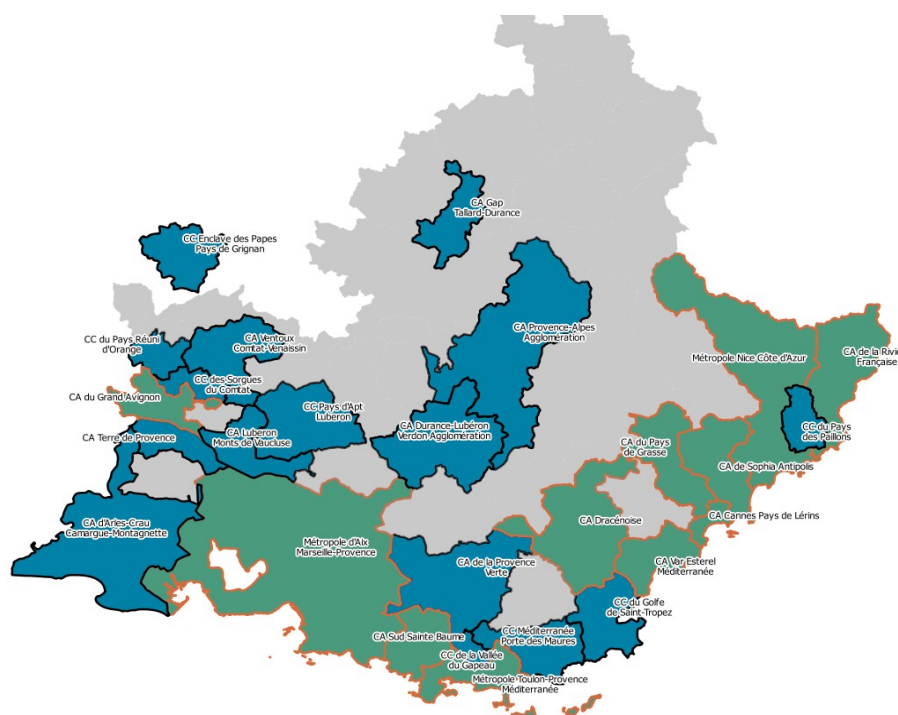 CA Gap
Tallard-Durance
CC Enclave des Papes
Pays de Grignan
CA Provence-Alpes
Agglomération
CC du Pays Réuni
d'Orange
CA Ventoux
Comtat-Venaissin
Métropole Nice Côte d'Azur
CA de la Rivi
Française
CC des Sorgues
du Comtat
CA du Grand Avignon
CC Pays d'Apt
Luberon
CC du Pays
des Paillons
CA Terre de Provence
CA Luberon
Monts de Vaucluse
CA Durance-Lubéron
Verdon Agglomération
CA du Pays
de Grasse
CA de Sophia Antipolis
CA d'Arles-Crau
Camargue-Montagnette
CA Dracénoise
CA Cannes Pays de Lérins
Métropole d'Aix
Marseille-Provence
CA de la Provence
Verte
CA Var Esterel
Méditerranée
CC du Golfe
de Saint-Tropez
CA Sud Sainte Baume
CC Méditerranée
Porte des Maures
CC de la Vallée
du Gapeau
Métropole Toulon-Provence
Méditerranée